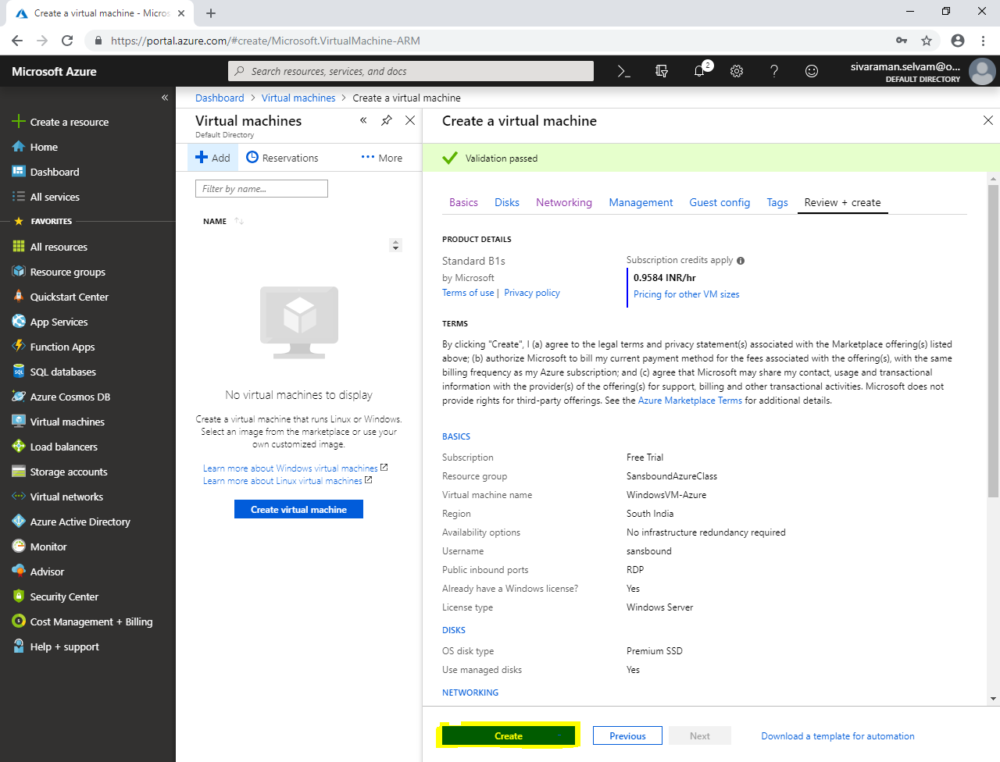 Create a virtual machine - Micros
https://portal.azure.com/#create/Microsoft.VirtualMachine-ARM
Microsoft Azure
Search resources, services, and docs
2
sivaraman.selvam@o...
DEFAULT DIRECTORY
Create a resource
Home
Dashboard
All services
FAVORITES
All resources
Resource groups
Quickstart Center
App Services
Function Apps
SQL databases
Azure Cosmos DB
Virtual machines
Load balancers
Storage accounts
Virtual networks
Azure Active Directory
Monitor
Advisor
Security Center
Cost Management + Billing
Help + support
Dashboard > Virtual machines > Create a virtual machine
Virtual machines
Default Directory
Add Reservations ••• More
Filter by name...
NAME
No virtual machines to display
Create a virtual machine that runs Linux or Windows.
Select an image from the marketplace or use your
own customized image.
Learn more about Windows virtual machines
Learn more about Linux virtual machines
Create virtual machine
Create a virtual machine
Validation passed
Basics Disks Networking Management Guest config Tags Review + create
PRODUCT DETAILS
Standard B1s
by Microsoft
Terms of use | Privacy policy
Subscription credits apply
0.9584 INR/hr
Pricing for other VM sizes
TERMS
By clicking "Create", I (a) agree to the legal terms and privacy statement(s) associated with the Marketplace offering(s) listed
above; (b) authorize Microsoft to bill my current payment method for the fees associated with the offering(s), with the same
billing frequency as my Azure subscription; and (c) agree that Microsoft may share my contact, usage and transactional
information with the provider(s) of the offering(s) for support, billing and other transactional activities. Microsoft does not
provide rights for third-party offerings. See the Azure Marketplace Terms for additional details.
BASICS
Subscription Free Trial
Resource group SansboundAzureClass
Virtual machine name WindowsVM-Azure
Region South India
Availability options No infrastructure redundancy required
Username sansbound
Public inbound ports RDP
Already have a Windows license? Yes
License type Windows Server
DISKS
OS disk type Premium SSD
Use managed disks Yes
NETWORKING
Create Previous Next Download a template for automation